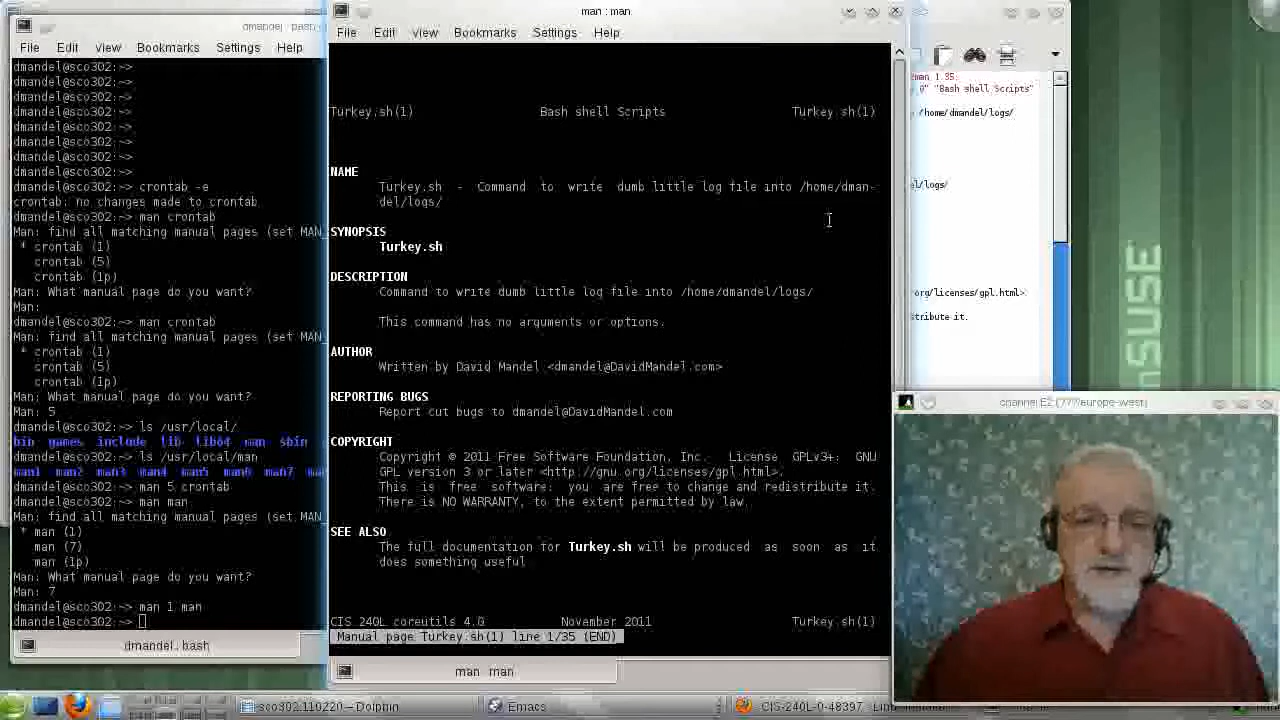 dmandel : bash
File Edit View Bookmarks Settings Help
dmandel@sco302:~>
dmandel@sco302:~>
dmandel@sco302:~>
dmandel@sco302:~>
dmandel@sco302:~>
dmandel@sco302:~>
dmandel@sco302:~>
dmandel@sco302:~>
dmandel@sco302:~> crontab -e
crontab: no changes made to crontab
dmandel@sco302:~> man crontab
Man: find all matching manual pages (set MAN_
* crontab (1)
crontab (5)
crontab (1p)
Man: What manual page do you want?
Man:
dmandel@sco302:~> man crontab
Man: find all matching manual pages (set MAN_
* crontab (1)
crontab (5)
crontab (1p)
Man: What manual page do you want?
Man: 5
dmandel@sco302:~> ls /usr/local/
bin games include lib lib64 man sbin
dmandel@sco302:~> ls /usr/local/man
man1 man2 man3 man4 man5 man6 man7 ma
dmandel@sco302:~> man 5 crontab
dmandel@sco302:~> man man
Man: find all matching manual pages (set MAN_
* man (1)
man (7)
man (1p)
Man: What manual page do you want?
Man: 7
dmandel@sco302:~> man 1 man
dmandel@sco302:~>
dmandel : bash
man : man
File Edit View Bookmarks Settings Help
Turkey.sh(1) Bash shell Scripts Turkey.sh(1)
NAME
Turkey.sh - Command to write dumb little log file into /home/dman-
del/logs/
SYNOPSIS
Turkey.sh
DESCRIPTION
Command to write dumb little log file into /home/dmandel/logs/
This command has no arguments or options.
AUTHOR
Written by David Mandel <dmandel@DavidMandel.com>
REPORTING BUGS
Report cut bugs to dmandel@DavidMandel.com
COPYRIGHT
Copyright © 2011 Free Software Foundation, Inc. License GPLv3+: GNU
GPL version 3 or later <http://gnu.org/licenses/gpl.html>.
This is free software: you are free to change and redistribute it.
There is NO WARRANTY, to the extent permitted by law.
SEE ALSO
The full documentation for Turkey.sh will be produced as soon as it
does something useful
CIS 240L coreutils 4.0 November 2011 Turkey.sh(1)
Manual page Turkey.sh(1) line 1/35 (END)
man : man
man 1.35:
"Bash shell Scripts"
/home/dmandel/logs/
el/logs/
org/licenses/gpl.html>.
stribute it.
nSUSE
channel E2 (777/europe-west)
sco302.110220 – Dolphin
Emacs